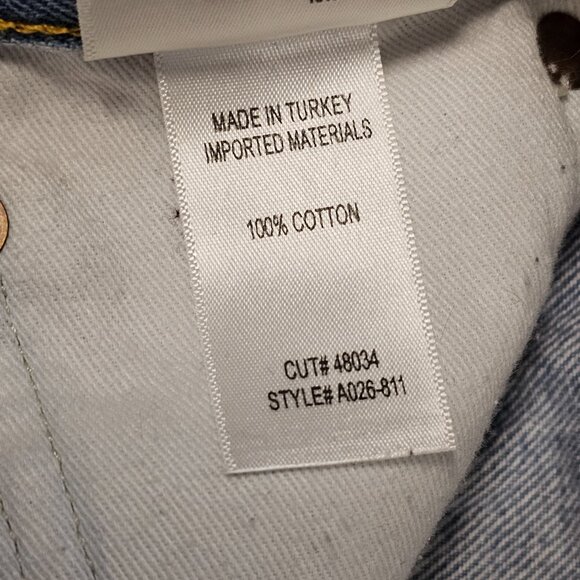 MADE IN TURKEY
IMPORTED MATERIALS
100% COTTON
CUT# 48034
STYLE# A026-811